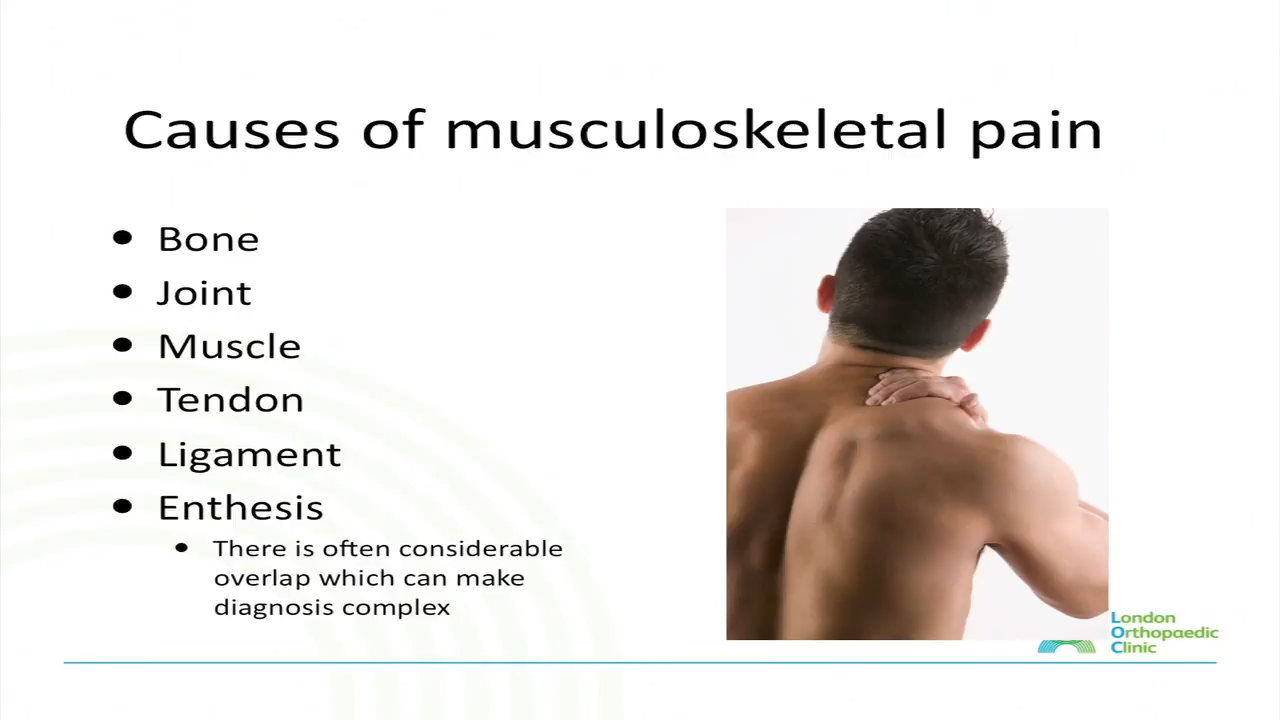 Causes of musculoskeletal pain
• Bone
• Joint
• Muscle
• Tendon
• Ligament
• Enthesis
• There is often considerable
overlap which can make
diagnosis complex
London
Orthopaedic
Clinic